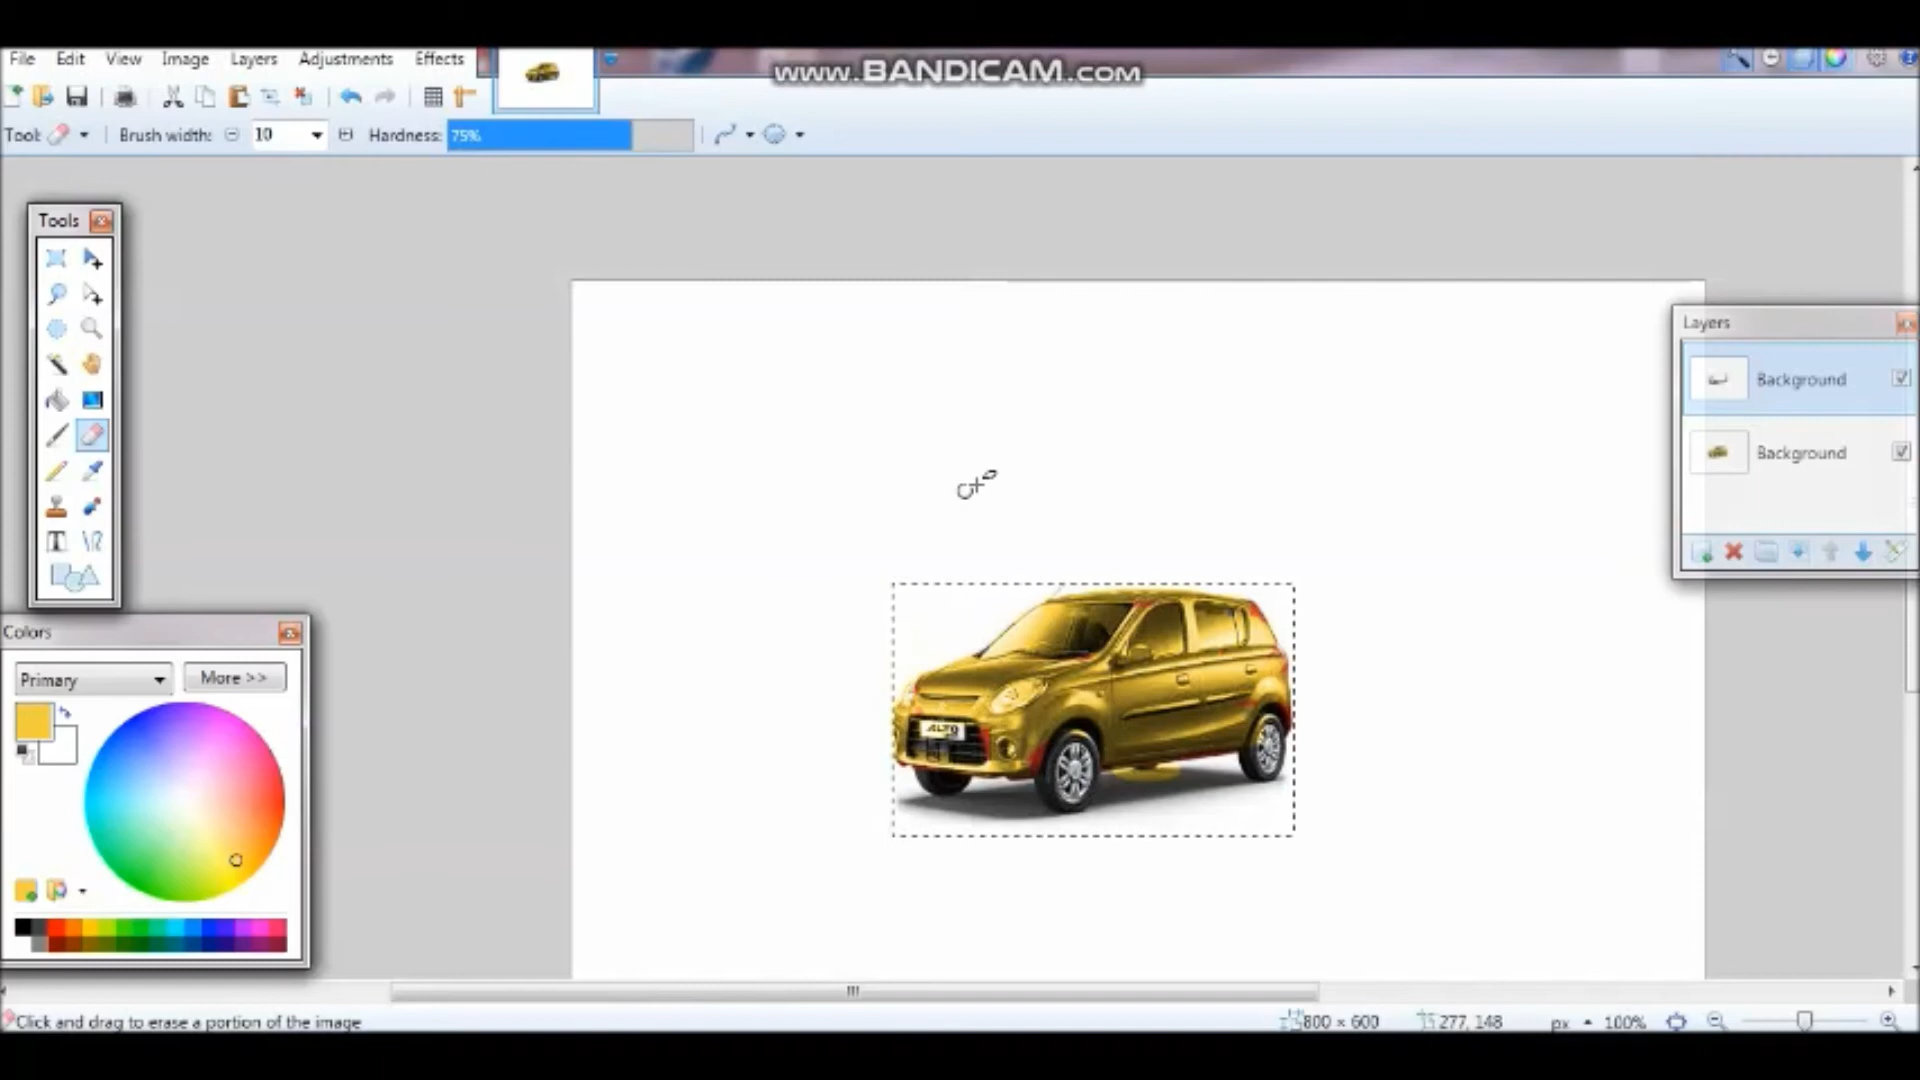 File Edit View Image Layers Adjustments Effects
www.BANDICAM.com
Tool: Brush width: 10 Hardness: 75%
Tools
Layers
Background
Background
Colors
Primary More >>
ALTO
Click and drag to erase a portion of the image 800 × 600 277, 148 px 100%